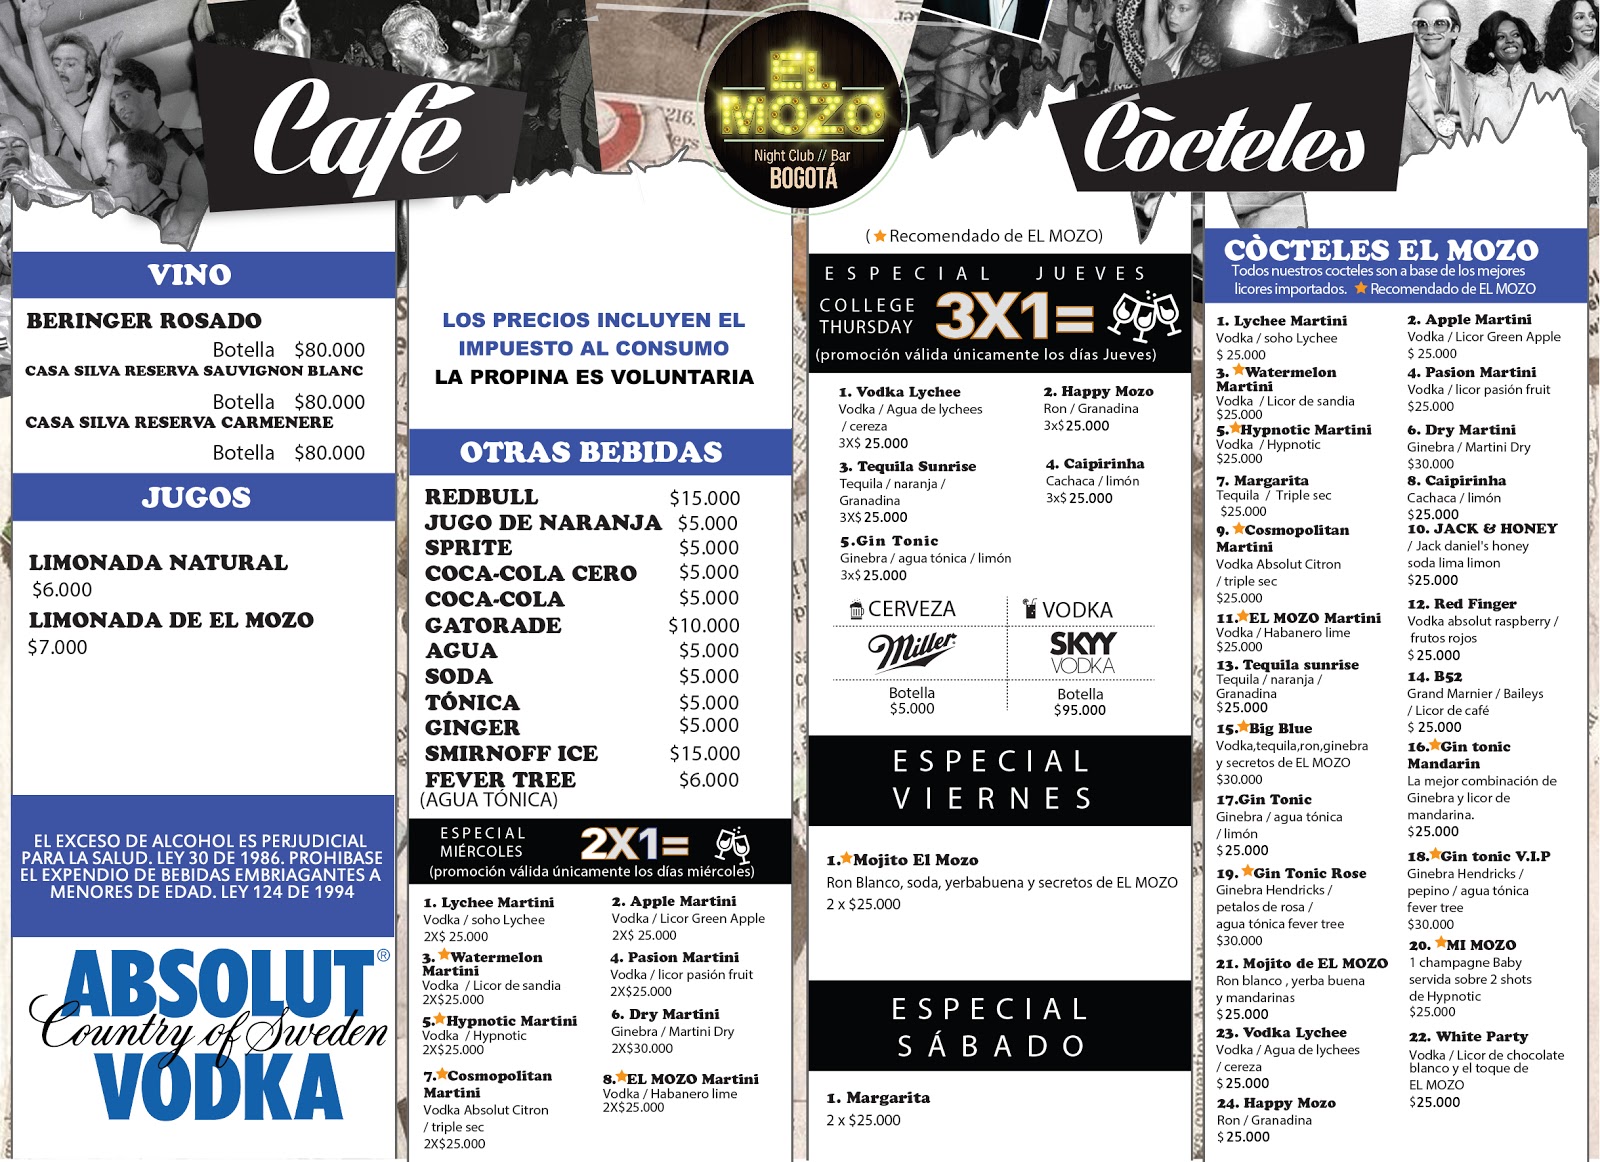 Café
EL
MOZO
Night Club // Bar
BOGOTÁ
Còcteles
216.
VINO
BERINGER ROSADO
Botella $80.000
CASA SILVA RESERVA SAUVIGNON BLANC
Botella $80.000
CASA SILVA RESERVA CARMENERE
Botella $80.000
JUGOS
LIMONADA NATURAL
$6.000
LIMONADA DE EL MOZO
$7.000
EL EXCESO DE ALCOHOL ES PERJUDICIAL
PARA LA SALUD. LEY 30 DE 1986. PROHIBASE
EL EXPENDIO DE BEBIDAS EMBRIAGANTES A
MENORES DE EDAD. LEY 124 DE 1994
ABSOLUT®
Country of Sweden
VODKA
LOS PRECIOS INCLUYEN EL
IMPUESTO AL CONSUMO
LA PROPINA ES VOLUNTARIA
OTRAS BEBIDAS
REDBULL $15.000
JUGO DE NARANJA $5.000
SPRITE $5.000
COCA-COLA CERO $5.000
COCA-COLA $5.000
GATORADE $10.000
AGUA $5.000
SODA $5.000
TÓNICA $5.000
GINGER $5.000
SMIRNOFF ICE $15.000
FEVER TREE $6.000
(AGUA TÓNICA)
ESPECIAL
MIÉRCOLES
2X1=
(promoción válida únicamente los días miércoles)
1. Lychee Martini
Vodka / soho Lychee
2X$ 25.000
2. Apple Martini
Vodka / Licor Green Apple
2X$ 25.000
3. Watermelon
Martini
Vodka / Licor de sandia
2X$25.000
4. Pasion Martini
Vodka / licor pasión fruit
2X$25.000
5. Hypnotic Martini
Vodka / Hypnotic
2X$25.000
6. Dry Martini
Ginebra / Martini Dry
2X$30.000
7. Cosmopolitan
Martini
Vodka Absolut Citron
/ triple sec
2X$25.000
8. EL MOZO Martini
Vodka / Habanero lime
2X$25.000
( Recomendado de EL MOZO)
ESPECIAL JUEVES
COLLEGE
THURSDAY
3X1=
(promoción válida únicamente los días Jueves)
1. Vodka Lychee
Vodka / Agua de lychees
/ cereza
3X$ 25.000
2. Happy Mozo
Ron / Granadina
3x$25.000
3. Tequila Sunrise
Tequila / naranja /
Granadina
3X$ 25.000
4. Caipirinha
Cachaca / limón
3x$ 25.000
5.Gin Tonic
Ginebra / agua tónica / limón
3x$ 25.000
CERVEZA
Miller
Botella
$5.000
VODKA
SKYY
VODKA
Botella
$95.000
ESPECIAL
VIERNES
1. Mojito El Mozo
Ron Blanco, soda, yerbabuena y secretos de EL MOZO
2 x $25.000
ESPECIAL
SÁBADO
1. Margarita
2 x $25.000
CÒCTELES EL MOZO
Todos nuestros cocteles son a base de los mejores
licores importados. Recomendado de EL MOZO
1. Lychee Martini
Vodka / soho Lychee
$ 25.000
2. Apple Martini
Vodka / Licor Green Apple
$ 25.000
3. Watermelon
Martini
Vodka / Licor de sandia
$25.000
4. Pasion Martini
Vodka / licor pasión fruit
$25.000
5. Hypnotic Martini
Vodka / Hypnotic
$25.000
6. Dry Martini
Ginebra / Martini Dry
$30.000
7. Margarita
Tequila / Triple sec
$25.000
8. Caipirinha
Cachaca / limón
$25.000
9. Cosmopolitan
Martini
Vodka Absolut Citron
/ triple sec
$25.000
10. JACK & HONEY
/ Jack daniel's honey
soda lima limon
$25.000
11. EL MOZO Martini
Vodka / Habanero lime
$25.000
12. Red Finger
Vodka absolut raspberry /
frutos rojos
$ 25.000
13. Tequila sunrise
Tequila / naranja /
Granadina
$25.000
14. B52
Grand Marnier / Baileys
/ Licor de café
$ 25.000
15. Big Blue
Vodka,tequila,ron,ginebra
y secretos de EL MOZO
$30.000
16. Gin tonic
Mandarin
La mejor combinación de
Ginebra y licor de
mandarina.
$25.000
17.Gin Tonic
Ginebra / agua tónica
/ limón
$ 25.000
18. Gin tonic V.I.P
Ginebra Hendricks /
pepino / agua tónica
fever tree
$30.000
19. Gin Tonic Rose
Ginebra Hendricks /
petalos de rosa /
agua tónica fever tree
$30.000
20. MI MOZO
1 champagne Baby
servida sobre 2 shots
de Hypnotic
$25.000
21. Mojito de EL MOZO
Ron blanco , yerba buena
y mandarinas
$ 25.000
22. White Party
Vodka / Licor de chocolate
blanco y el toque de
EL MOZO
$25.000
23. Vodka Lychee
Vodka / Agua de lychees
/ cereza
$ 25.000
24. Happy Mozo
Ron / Granadina
$ 25.000